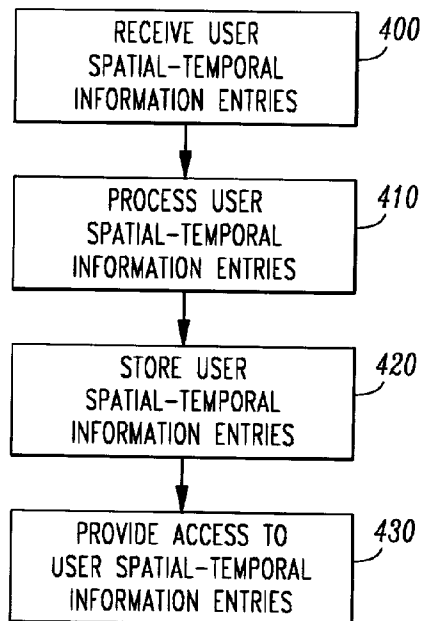 RECEIVE USER
SPATIAL-TEMPORAL
INFORMATION ENTRIES
400
PROCESS USER
SPATIAL-TEMPORAL
INFORMATION ENTRIES
410
STORE USER
SPATIAL-TEMPORAL
INFORMATION ENTRIES
420
PROVIDE ACCESS TO
USER SPATIAL-TEMPORAL
INFORMATION ENTRIES
430